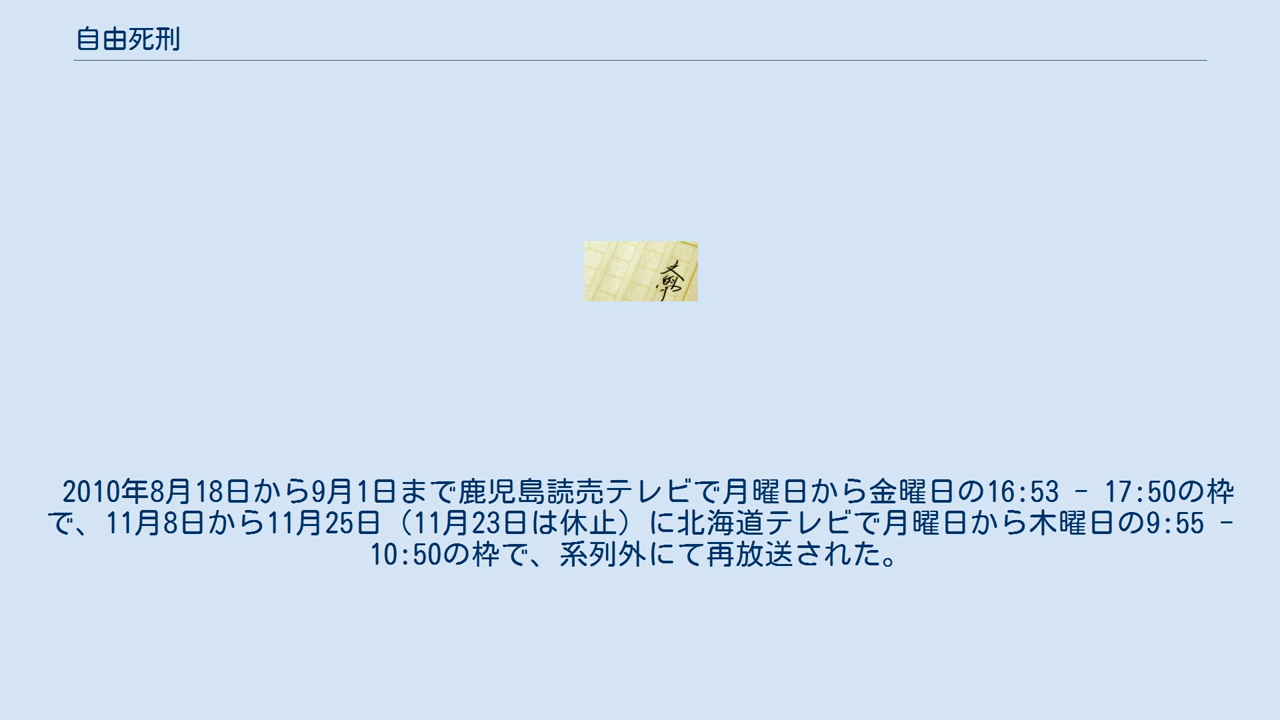 自由死刑
2010年8月18日から9月1日まで鹿児島読売テレビで月曜日から金曜日の16:53 - 17:50の枠
で、11月8日から11月25日（11月23日は休止）に北海道テレビで月曜日から木曜日の9:55 -
10:50の枠で、系列外にて再放送された。